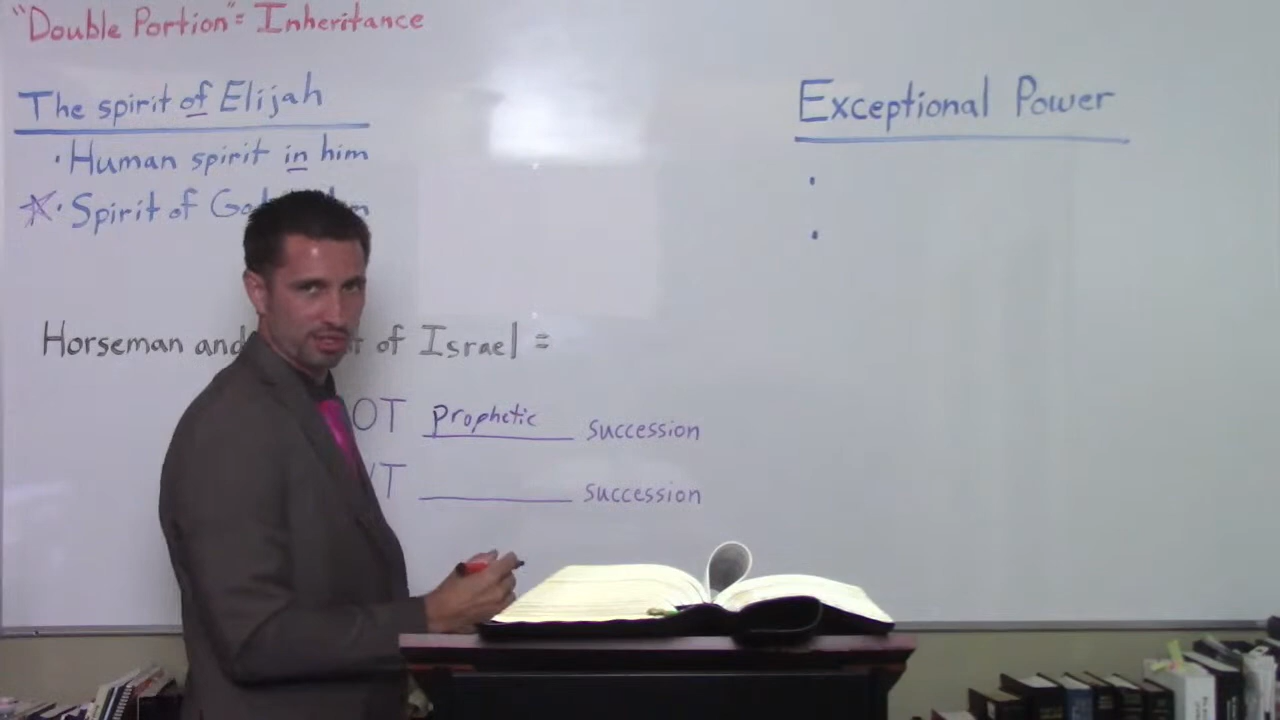 "Double Portion" = Inheritance
The spirit of Elijah
· Human spirit in him
· Spirit of
Horseman and of Israel =
OT prophetic succession
succession
Exceptional Power